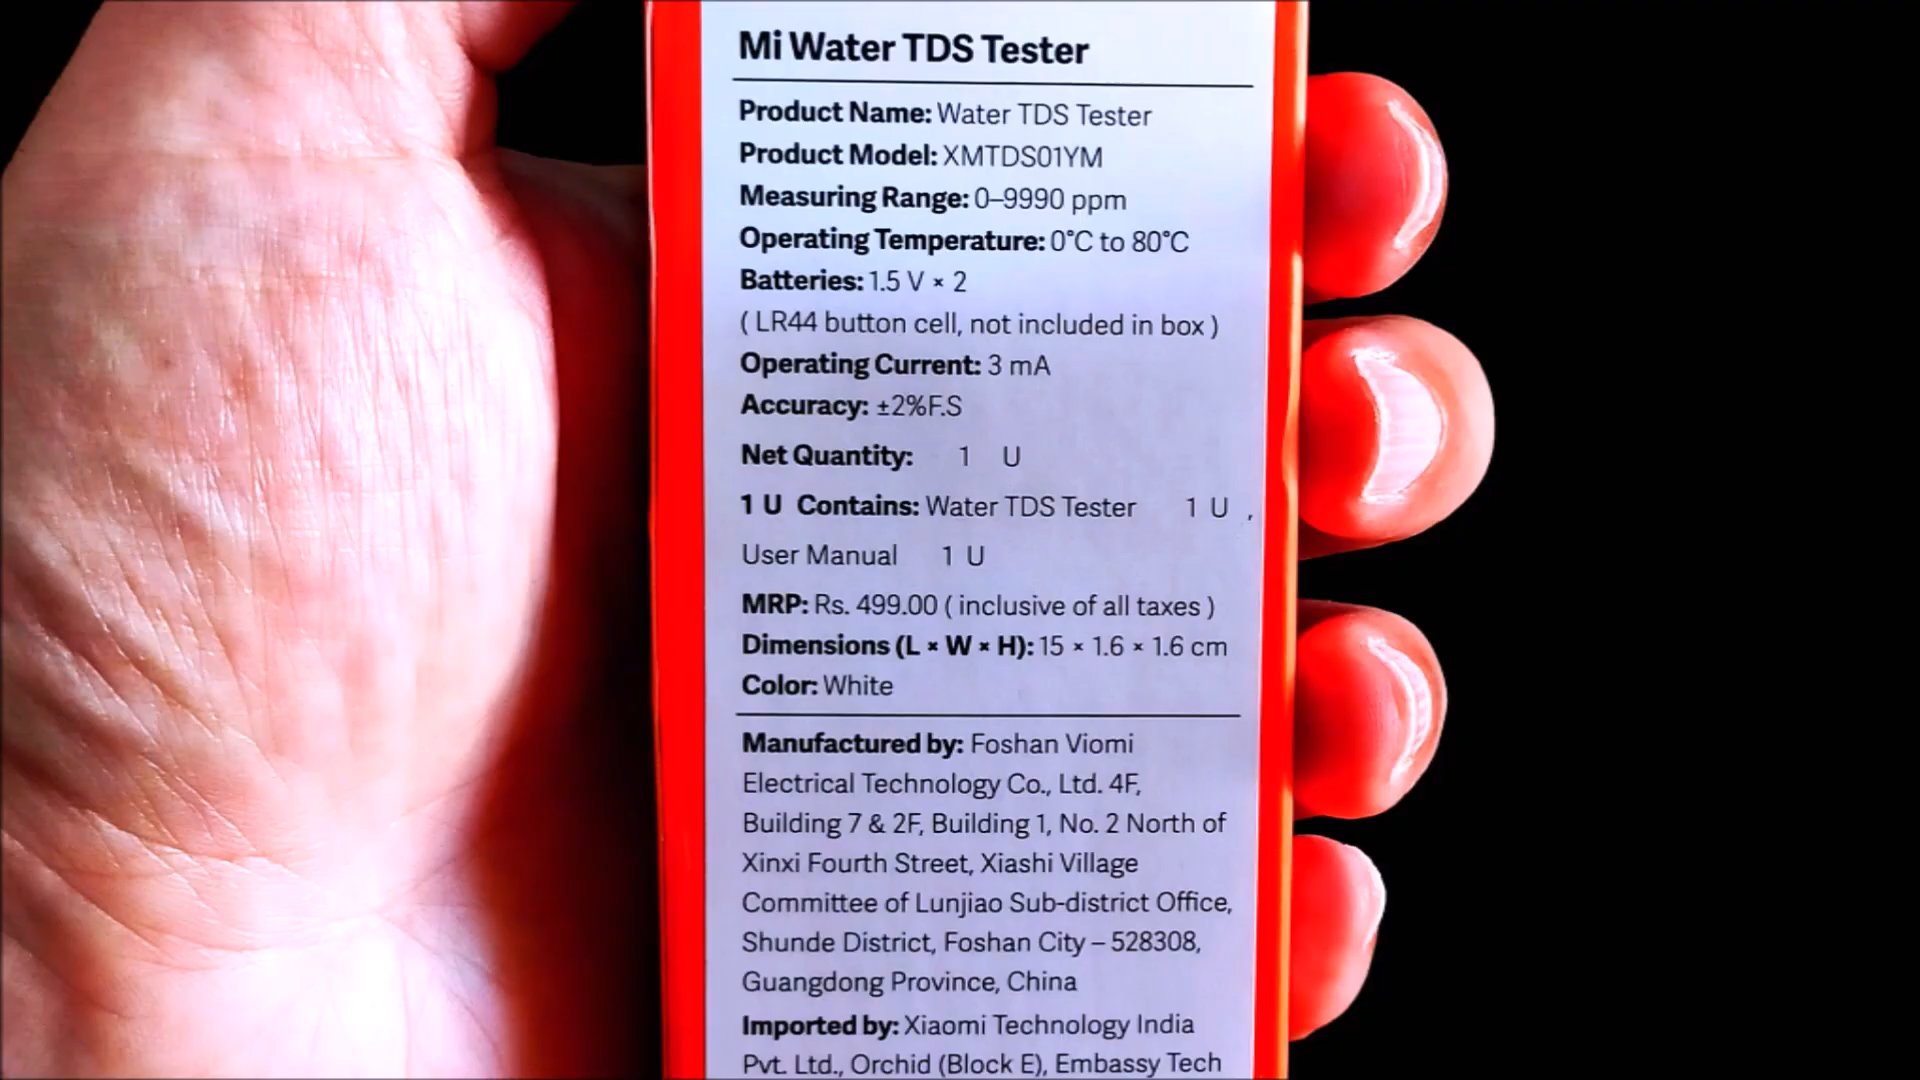 Mi Water TDS Tester
Product Name: Water TDS Tester
Product Model: XMTDS01YM
Measuring Range: 0–9990 ppm
Operating Temperature: 0°C to 80°C
Batteries: 1.5 V × 2
( LR44 button cell, not included in box )
Operating Current: 3 mA
Accuracy: ±2%F.S
Net Quantity: 1 U
1 U Contains: Water TDS Tester 1 U ,
User Manual 1 U
MRP: Rs. 499.00 ( inclusive of all taxes )
Dimensions (L × W × H): 15 × 1.6 × 1.6 cm
Color: White
Manufactured by: Foshan Viomi
Electrical Technology Co., Ltd. 4F,
Building 7 & 2F, Building 1, No. 2 North of
Xinxi Fourth Street, Xiashi Village
Committee of Lunjiao Sub-district Office,
Shunde District, Foshan City – 528308,
Guangdong Province, China
Imported by: Xiaomi Technology India
Pvt. Ltd., Orchid (Block E), Embassy Tech